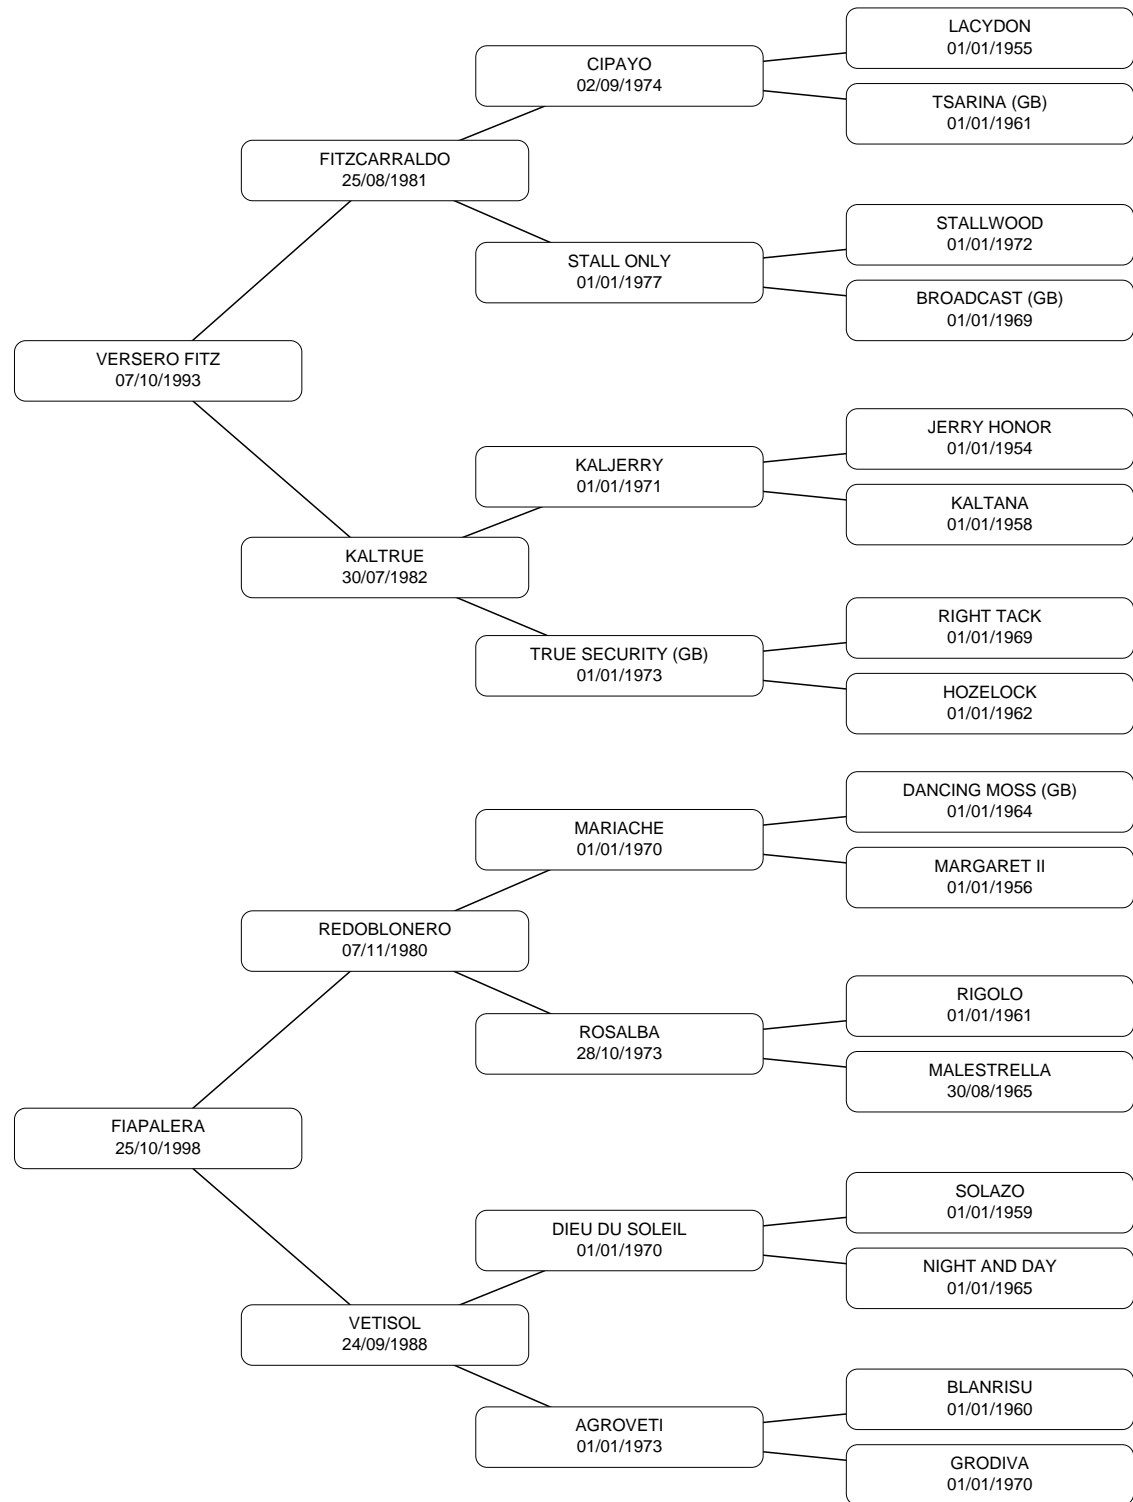 LACYDON
01/01/1955
CIPAYO
02/09/1974
TSARINA (GB)
01/01/1961
FITZCARRALDO
25/08/1981
STALLWOOD
01/01/1972
STALL ONLY
01/01/1977
BROADCAST (GB)
01/01/1969
VERSERO FITZ
07/10/1993
JERRY HONOR
01/01/1954
KALJERRY
01/01/1971
KALTANA
01/01/1958
KALTRUE
30/07/1982
RIGHT TACK
01/01/1969
TRUE SECURITY (GB)
01/01/1973
HOZELOCK
01/01/1962
DANCING MOSS (GB)
01/01/1964
MARIACHE
01/01/1970
MARGARET II
01/01/1956
REDOBLONERO
07/11/1980
RIGOLO
01/01/1961
ROSALBA
28/10/1973
MALESTRELLA
30/08/1965
FIAPALERA
25/10/1998
SOLAZO
01/01/1959
DIEU DU SOLEIL
01/01/1970
NIGHT AND DAY
01/01/1965
VETISOL
24/09/1988
BLANRISU
01/01/1960
AGROVETI
01/01/1973
GRODIVA
01/01/1970